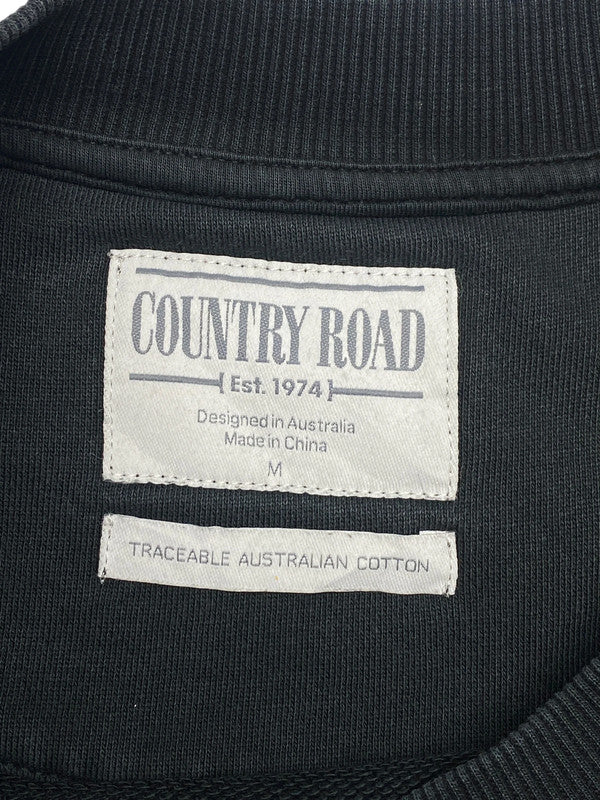 COUNTRY ROAD
[Est. 1974]
Designed in Australia
Made in China
M
TRACEABLE AUSTRALIAN COTTON